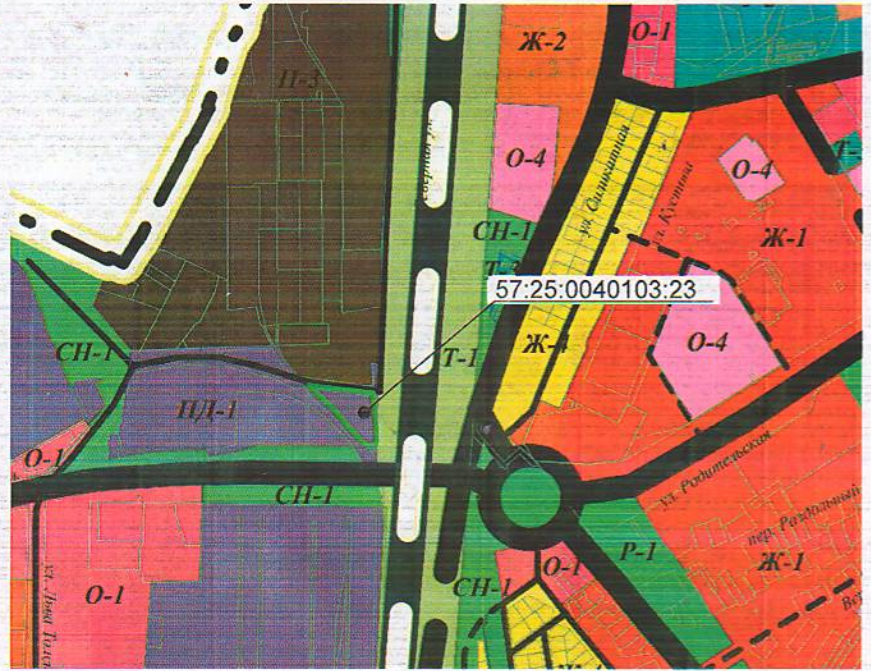 О-1
Ж-2
П-3
О-4
ул. Силикатная
О-4
СН-1
Ж-1
57:25:0040103:23
О-4
Т-1
Ж-4
СН-1
ПД-1
О-1
СН-1
ул. Родительская
пер. Раздольный
Р-1
О-1
Ж-1
СН-1
О-1